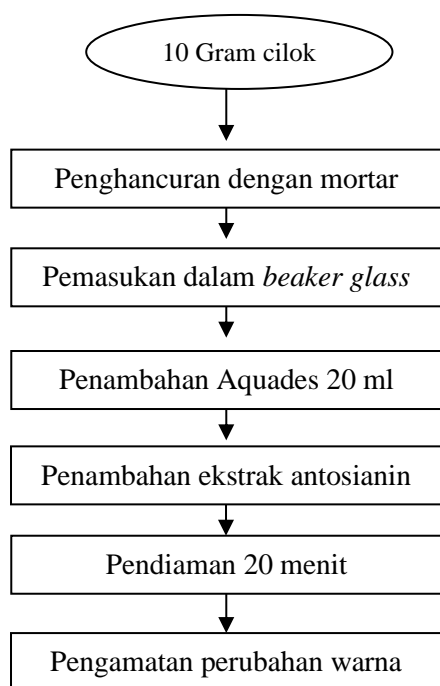 10 Gram cilok
Penghancuran dengan mortar
Pemasukan dalam beaker glass
Penambahan Aquades 20 ml
Penambahan ekstrak antosianin
Pendiaman 20 menit
Pengamatan perubahan warna